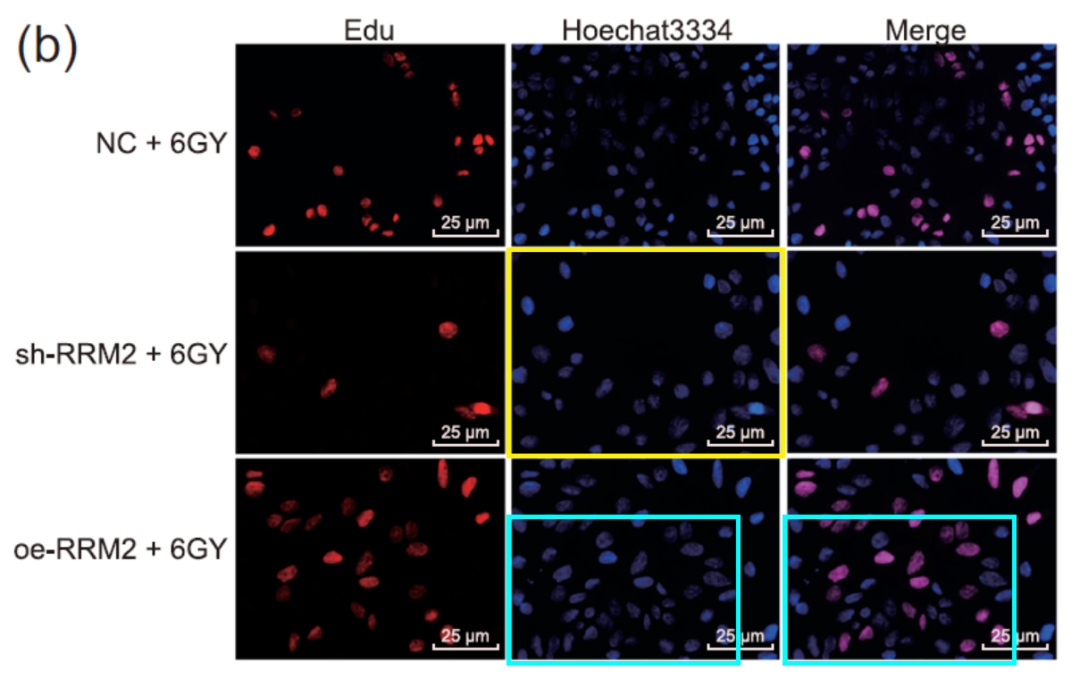 (b)
Edu Hoechat3334 Merge
NC + 6GY
25 µm 25 µm 25 µm
sh-RRM2 + 6GY
25 µm 25 µm 25 µm
oe-RRM2 + 6GY
25 µm 25 µm 25 µm